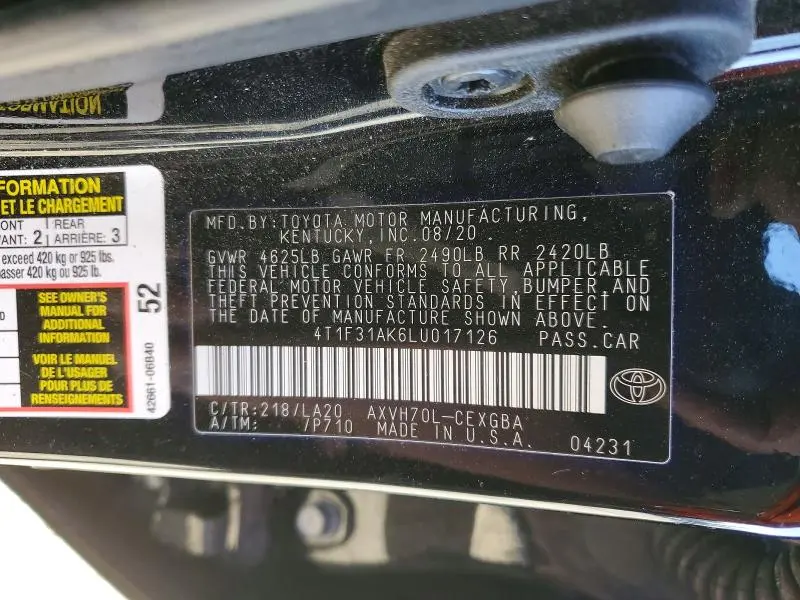 FORMATION
ET LE CHARGEMENT
ONT REAR
ANT: 2 ARRIÈRE: 3
exceed 420 kg or 925 lbs.
asser 420 kg ou 925 lb.
SEE OWNER'S
MANUAL FOR
ADDITIONAL
INFORMATION
VOIR LE MANUEL
DE L'USAGER
POUR PLUS DE
RENSEIGNEMENTS
52
42661-06B40
MFD.BY:TOYOTA MOTOR MANUFACTURING,
KENTUCKY,INC.08/20
GVWR 4625LB GAWR FR 2490LB RR 2420LB
THIS VEHICLE CONFORMS TO ALL APPLICABLE
FEDERAL MOTOR VEHICLE SAFETY,BUMPER,AND
THEFT PREVENTION STANDARDS IN EFFECT ON
THE DATE OF MANUFACTURE SHOWN ABOVE.
4T1F31AK6LU017126 PASS.CAR
C/TR:218/LA20 AXVH70L-CEXGBA
A/TM: /P710 MADE IN U.S.A. 04231